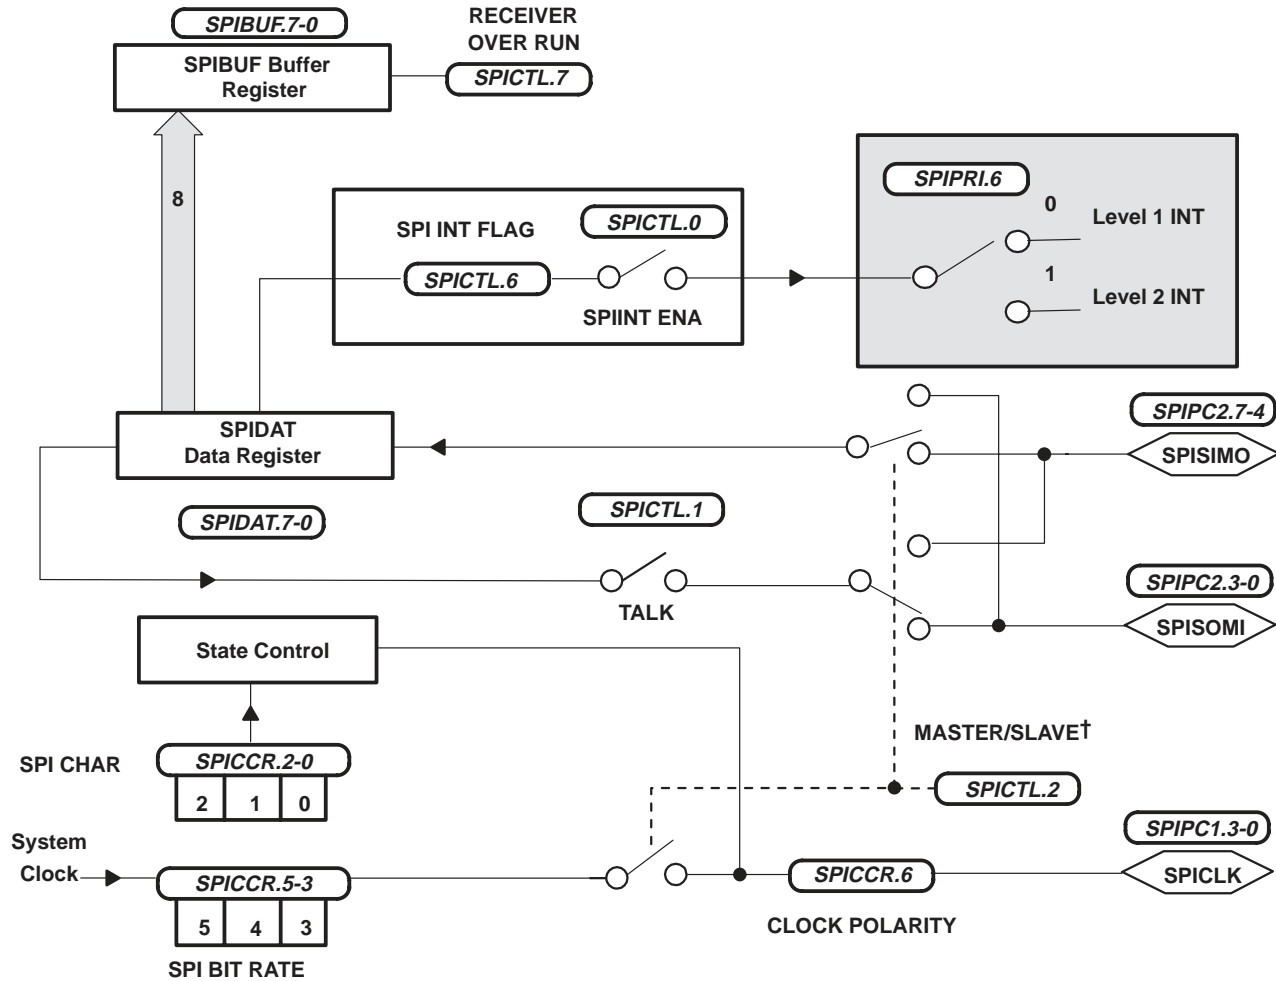 SPIBUF.7-0
RECEIVER
OVER RUN
SPIBUF Buffer
Register
SPICTL.7
8
SPIPRI.6
0
Level 1 INT
SPICTL.0
SPI INT FLAG
SPICTL.6
1
Level 2 INT
SPIINT ENA
SPIDAT
Data Register
SPIPC2.7-4
SPISIMO
SPIDAT.7-0
SPICTL.1
TALK
SPIPC2.3-0
SPISOMI
State Control
MASTER/SLAVE†
SPI CHAR
SPICCR.2-0
2 1 0
SPICTL.2
System
Clock
SPICCR.5-3
5 4 3
SPI BIT RATE
SPICCR.6
CLOCK POLARITY
SPIPC1.3-0
SPICLK